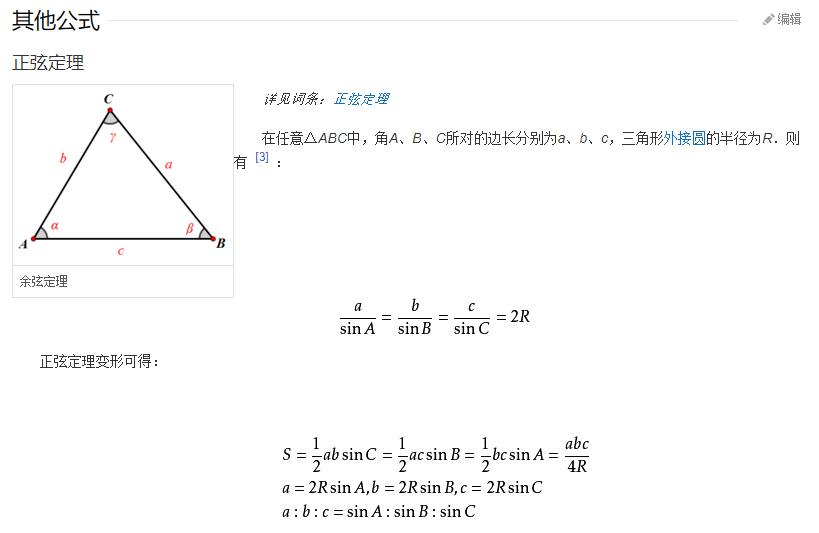 其他公式
编辑
正弦定理
C
γ
b
a
α
β
A
B
c
余弦定理
详见词条：正弦定理
在任意△ABC中，角A、B、C所对的边长分别为a、b、c，三角形外接圆的半径为R．则
有 [3] ：
a/sin A = b/sin B = c/sin C = 2R
正弦定理变形可得：
S = 1/2 ab sin C = 1/2 ac sin B = 1/2 bc sin A = abc/4R
a = 2R sin A, b = 2R sin B, c = 2R sin C
a : b : c = sin A : sin B : sin C